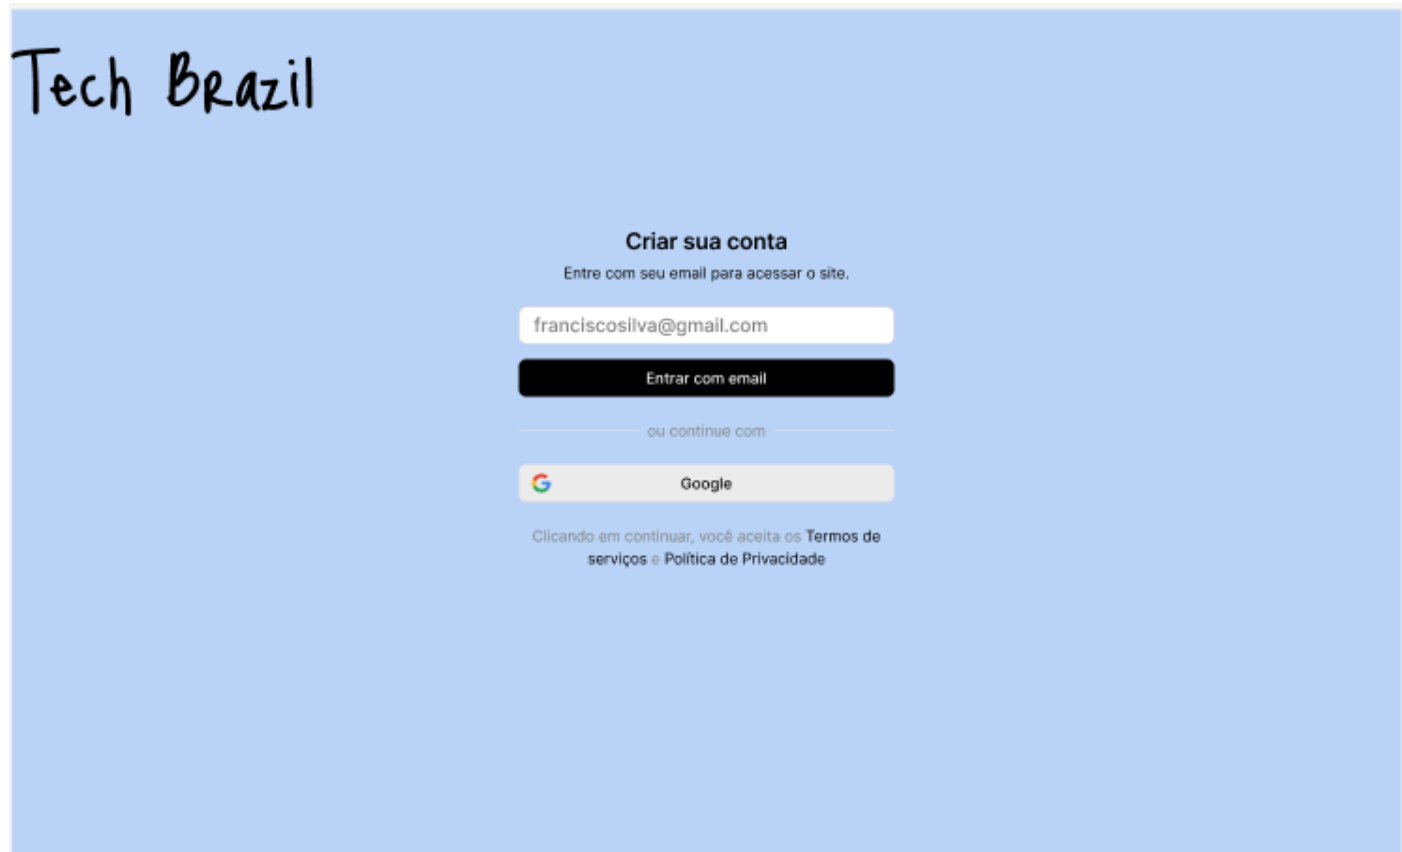 Tech Brazil
Criar sua conta
Entre com seu email para acessar o site.
franciscosilva@gmail.com
Entrar com email
ou continue com
Google
Clicando em continuar, você aceita os Termos de
serviços e Política de Privacidade